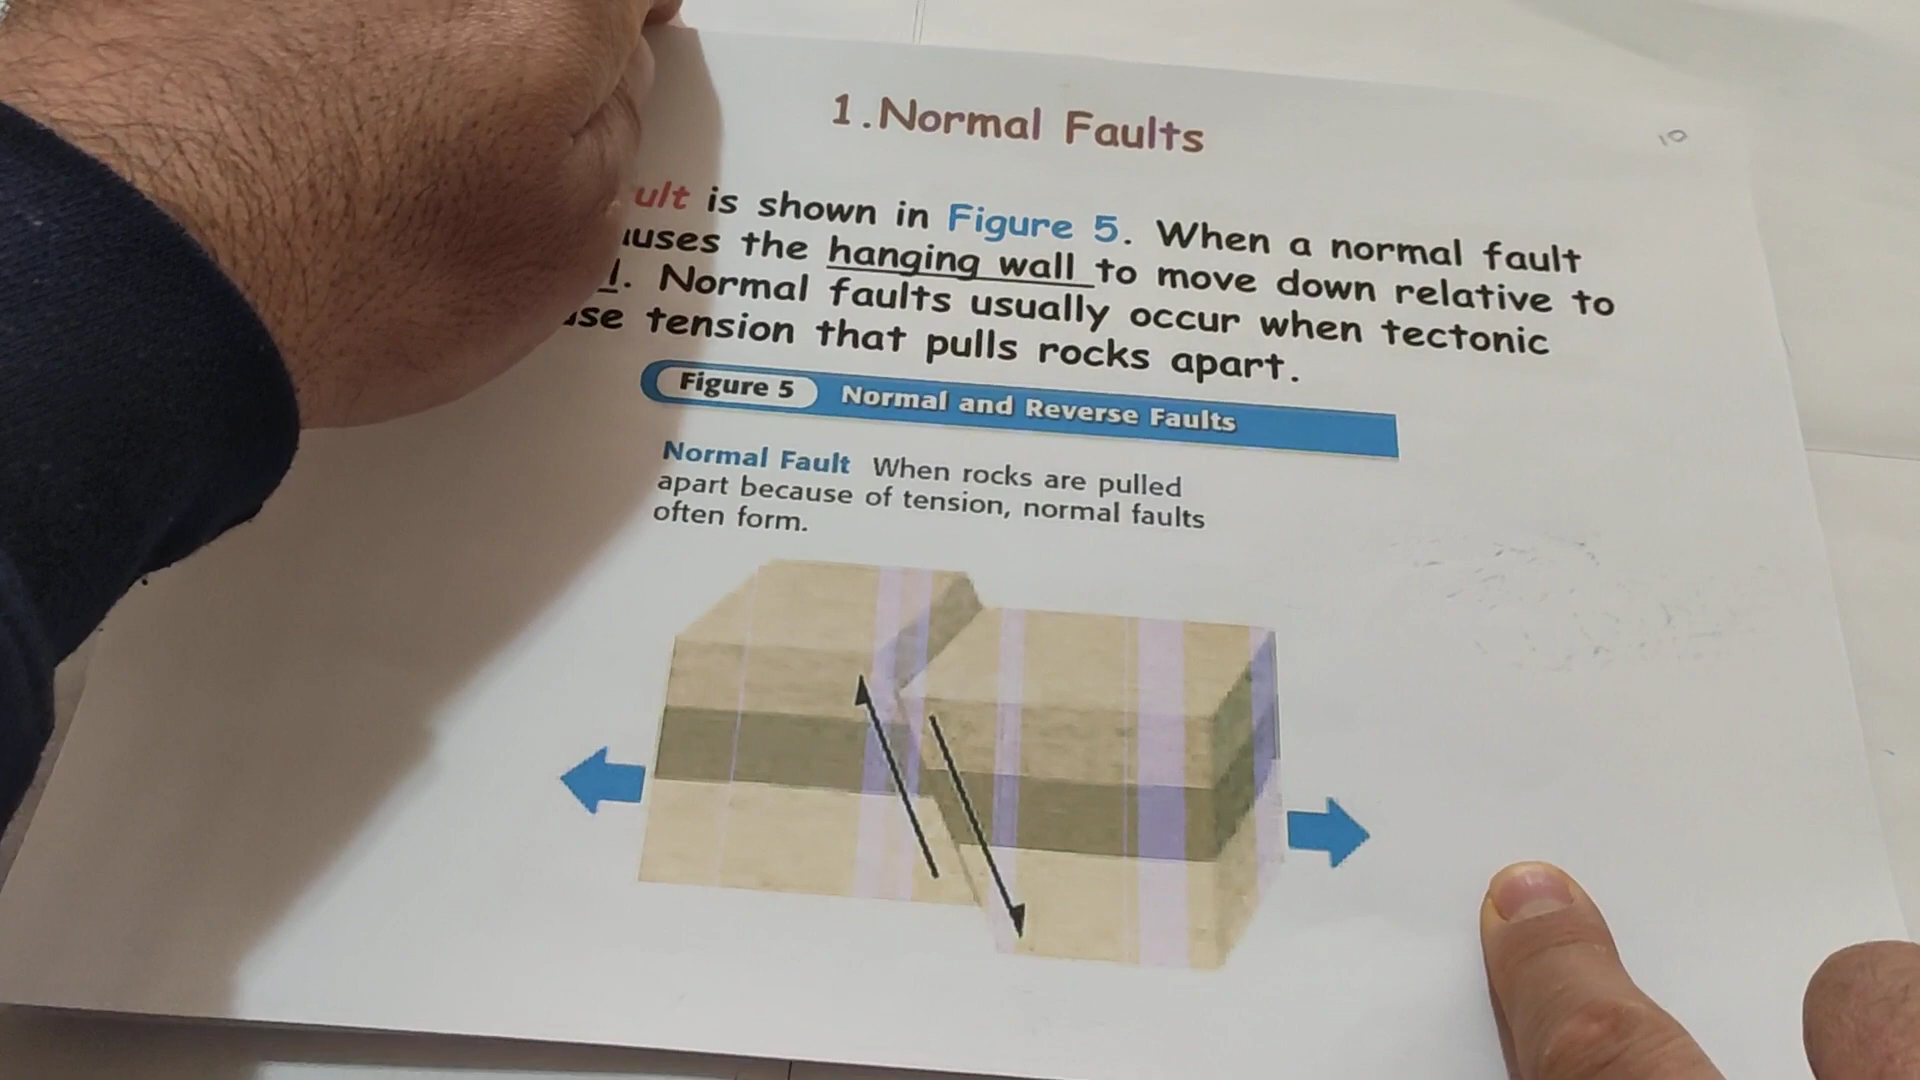 1.Normal Faults
10
ult is shown in Figure 5. When a normal fault
uses the hanging wall to move down relative to
l. Normal faults usually occur when tectonic
se tension that pulls rocks apart.
Figure 5 Normal and Reverse Faults
Normal Fault When rocks are pulled
apart because of tension, normal faults
often form.